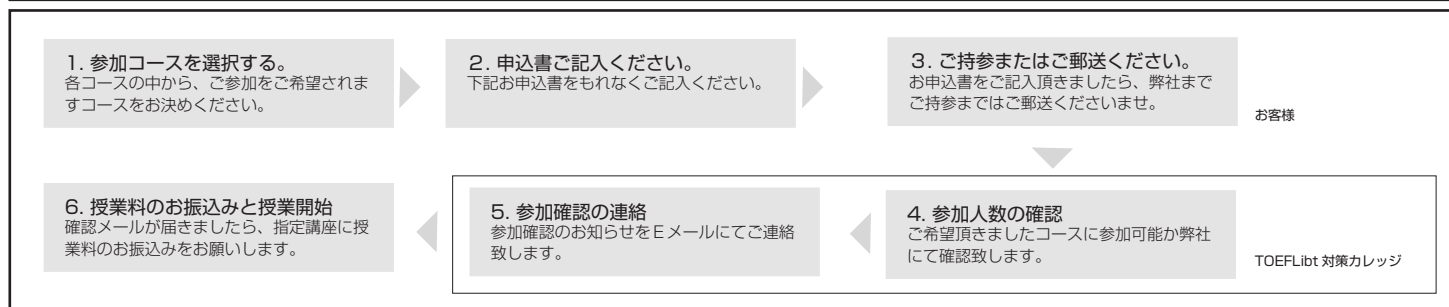 1. 参加コースを選択する。
各コースの中から、ご参加をご希望されま
すコースをお決めください。
2. 申込書ご記入ください。
下記お申込書をもれなくご記入ください。
3. ご持参またはご郵送ください。
お申込書をご記入頂きましたら、弊社まで
ご持参まではご郵送くださいませ。
お客様
4. 参加人数の確認
ご希望頂きましたコースに参加可能か弊社
にて確認致します。
TOEFLibt 対策カレッジ
5. 参加確認の連絡
参加確認のお知らせをEメールにてご連絡
致します。
6. 授業料のお振込みと授業開始
確認メールが届きましたら、指定講座に授
業料のお振込みをお願いします。